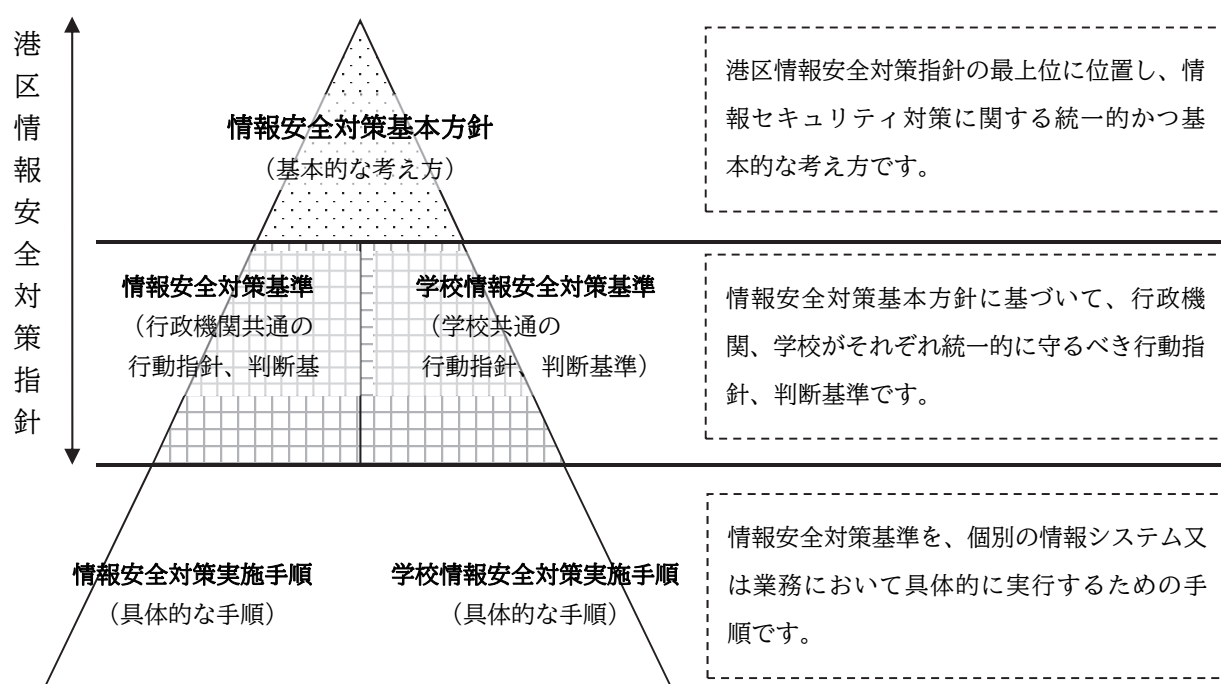 港区情報安全対策指針
情報安全対策基本方針
（基本的な考え方）
港区情報安全対策指針の最上位に位置し、情
報セキュリティ対策に関する統一的かつ基
本的な考え方です。
情報安全対策基準
（行政機関共通の
行動指針、判断基
学校情報安全対策基準
（学校共通の
行動指針、判断基準）
情報安全対策基本方針に基づいて、行政機
関、学校がそれぞれ統一的に守るべき行動指
針、判断基準です。
情報安全対策実施手順
（具体的な手順）
学校情報安全対策実施手順
（具体的な手順）
情報安全対策基準を、個別の情報システム又
は業務において具体的に実行するための手
順です。